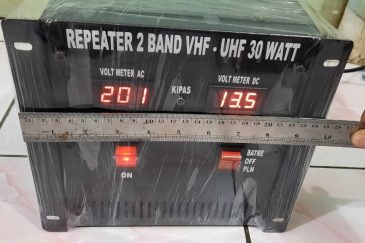 REPEATER 2 BAND VHF - UHF 30 WATT
VOLT METER AC KIPAS VOLT METER DC
201 13.5
ON
BATRE
OFF
PLN